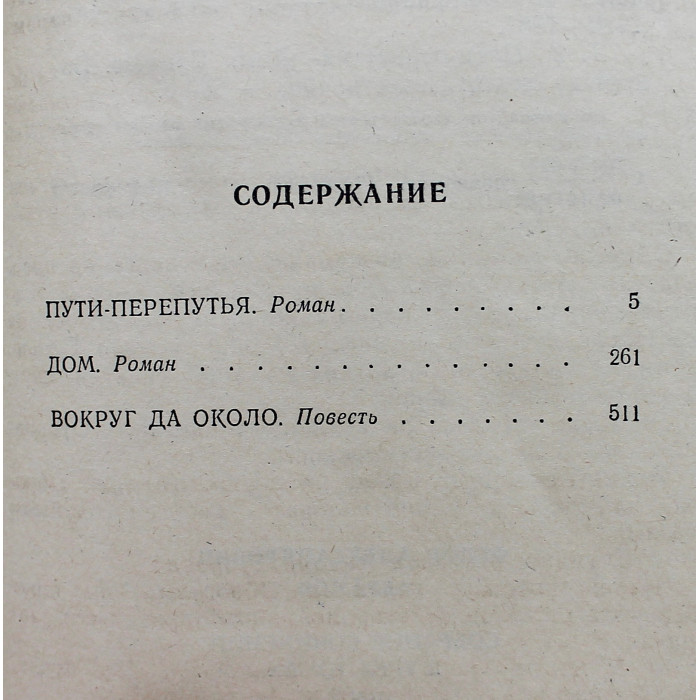 СОДЕРЖАНИЕ
ПУТИ-ПЕРЕПУТЬЯ. Роман. . . . . . . . . 5
ДОМ. Роман . . . . . . . . . . . . . . 261
ВОКРУГ ДА ОКОЛО. Повесть . . . . . . . 511